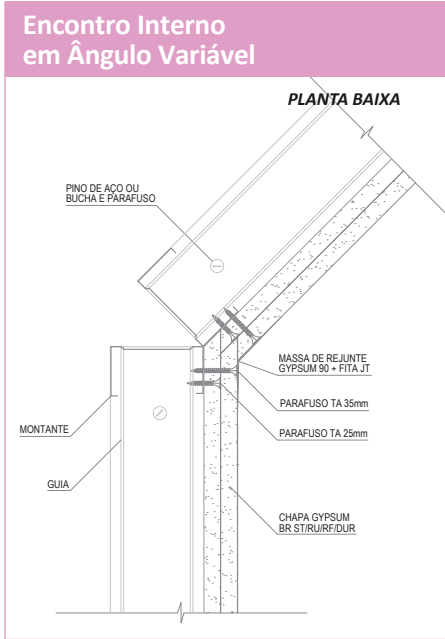 Encontro Interno
em Ângulo Variável
PLANTA BAIXA
PINO DE AÇO OU
BUCHA E PARAFUSO
MASSA DE REJUNTE
GYPSUM 90 + FITA JT
PARAFUSO TA 35mm
MONTANTE
PARAFUSO TA 25mm
GUIA
CHAPA GYPSUM
BR ST/RU/RF/DUR